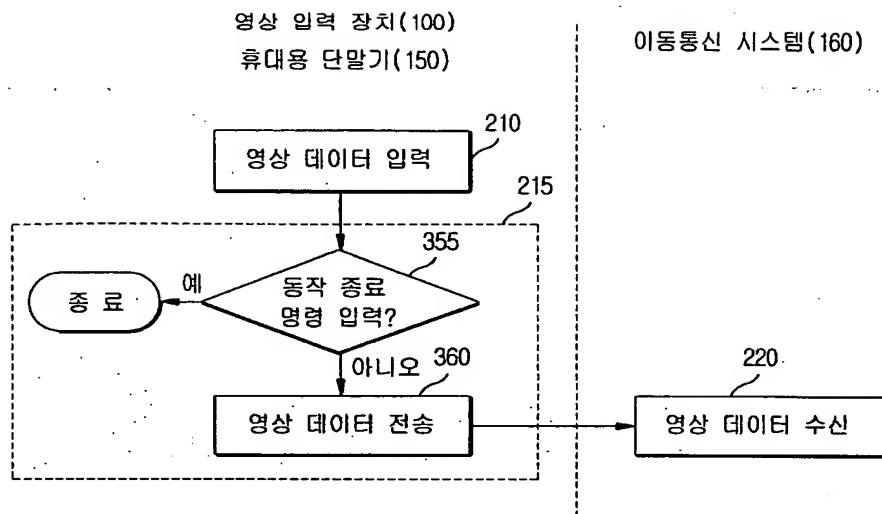 영상 입력 장치(100)
휴대용 단말기(150)
이동통신 시스템(160)
210
영상 데이터 입력
215
355
예
종 료
동작 종료
명령 입력?
아니오
360
220
영상 데이터 전송
영상 데이터 수신